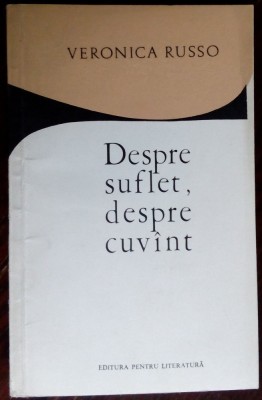 VERONICA RUSSO
Despre
suflet,
despre
cuvînt
EDITURA PENTRU LITERATURĂ